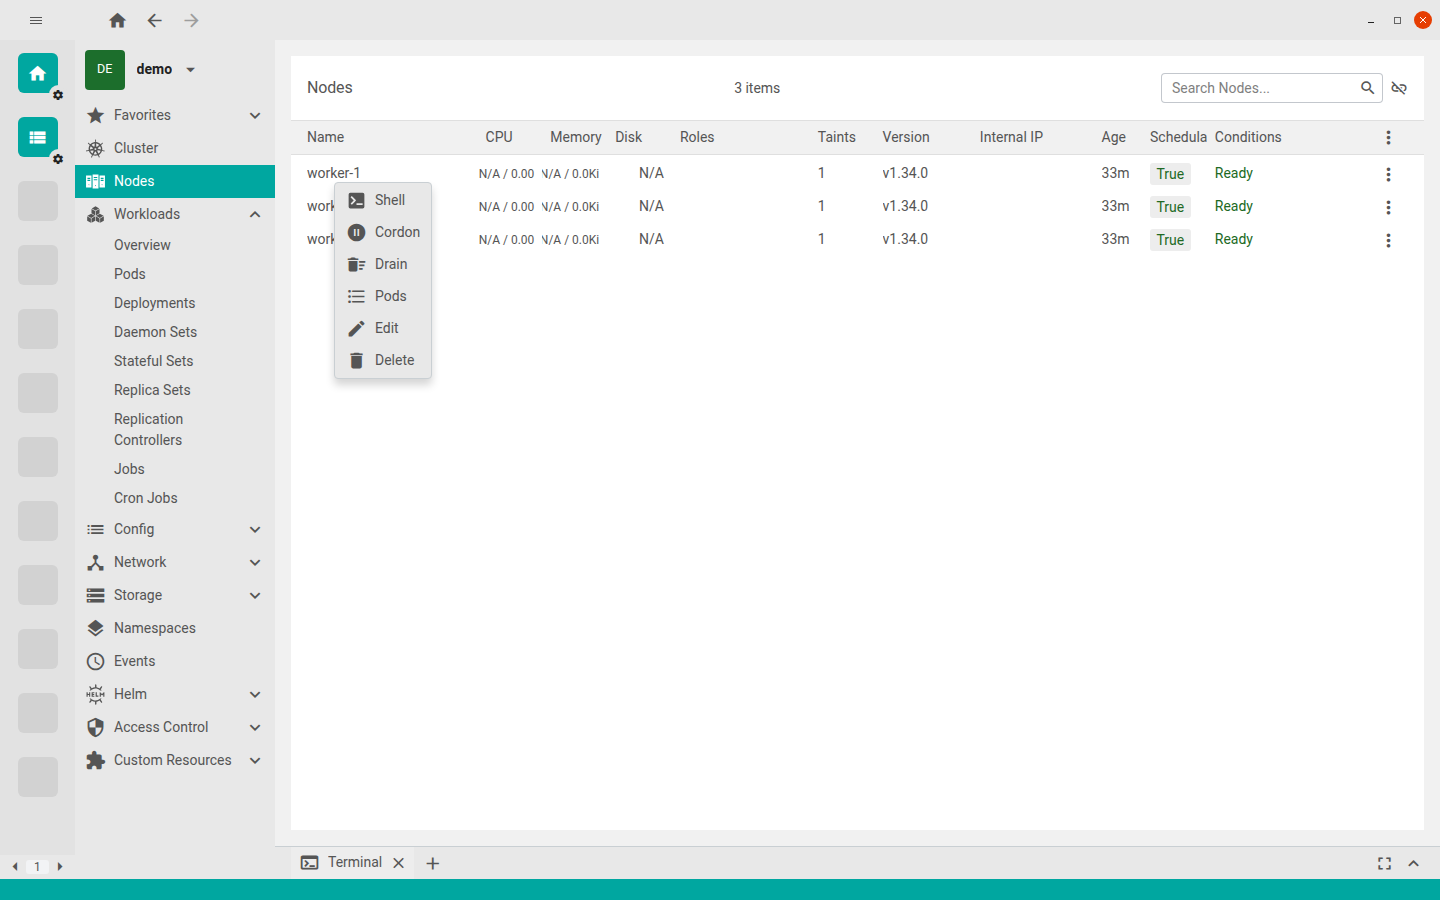 DE
demo
Favorites
Cluster
Nodes
Workloads
Overview
Pods
Deployments
Daemon Sets
Stateful Sets
Replica Sets
Replication
Controllers
Jobs
Cron Jobs
Config
Network
Storage
Namespaces
Events
HELM
Helm
Access Control
Custom Resources
1
Nodes
3 items
Search Nodes...
Name CPU Memory Disk Roles Taints Version Internal IP Age Schedula Conditions
worker-1 N/A / 0.00 N/A / 0.0Ki N/A 1 v1.34.0 33m True Ready
work N/A / 0.00 N/A / 0.0Ki N/A 1 v1.34.0 33m True Ready
work N/A / 0.00 N/A / 0.0Ki N/A 1 v1.34.0 33m True Ready
Shell
Cordon
Drain
Pods
Edit
Delete
Terminal